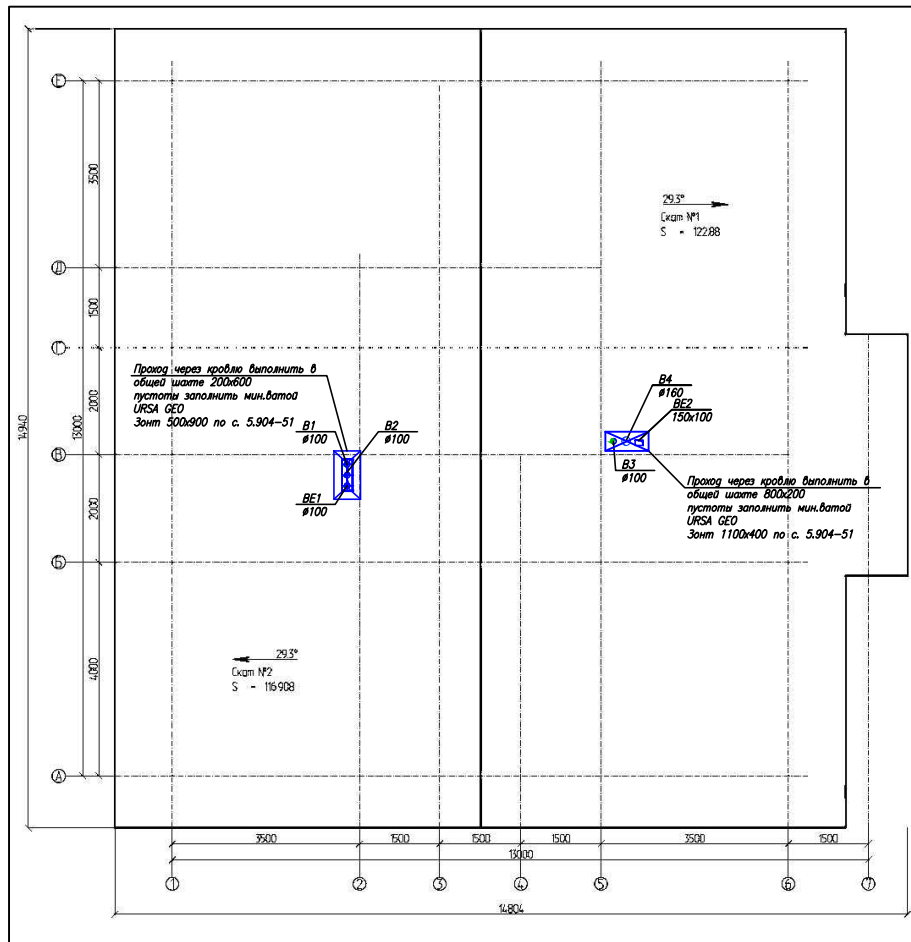 Е
3500
29.3°
Скат №1
S = 122.88
Д
1500
Г
Проход через кровлю выполнить в
общей шахте 200х600
пустоты заполнить мин.ватой
URSA GEO
Зонт 500х900 по с. 5.904-51
2000
14940
13000
В1
ø100
В2
ø100
В4
ø160
ВЕ2
150х100
В
В3
ø100
ВЕ1
ø100
Проход через кровлю выполнить в
общей шахте 800х200
пустоты заполнить мин.ватой
URSA GEO
Зонт 1100х400 по с. 5.904-51
2000
Б
29.3°
Скат №2
S = 116.908
4000
А
3500
1500
1500
1500
3500
1500
13000
1
2
3
4
5
6
7
14804